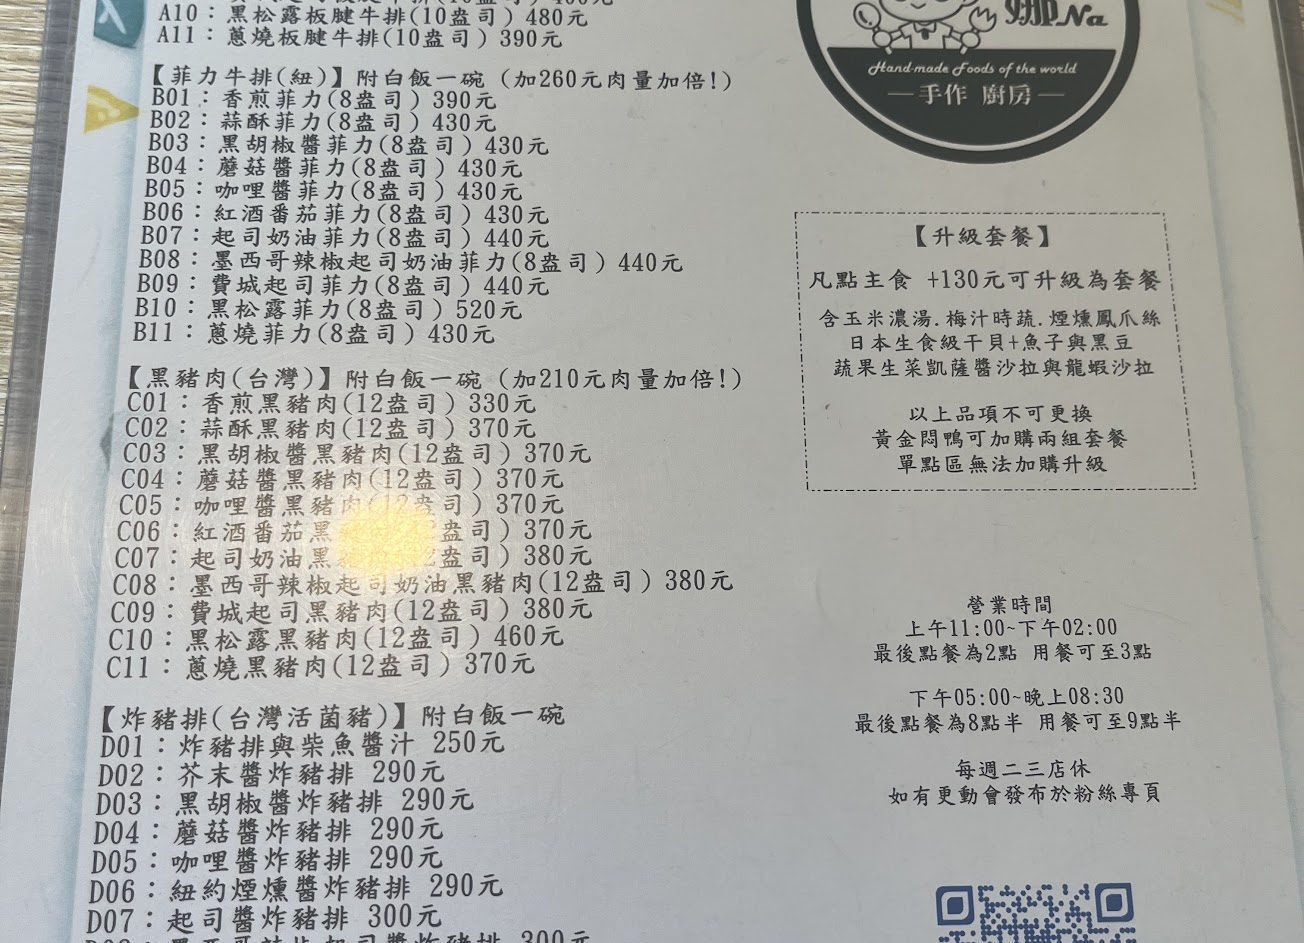 A10：黑松露板腱牛排(10盎司) 480元
A11：蔥燒板腱牛排(10盎司) 390元
【菲力牛排(紐)】附白飯一碗 (加260元肉量加倍!)
B01：香煎菲力(8盎司) 390元
B02：蒜酥菲力(8盎司) 430元
B03：黑胡椒醬菲力(8盎司) 430元
B04：蘑菇醬菲力(8盎司) 430元
B05：咖哩醬菲力(8盎司) 430元
B06：紅酒番茄菲力(8盎司) 430元
B07：起司奶油菲力(8盎司) 440元
B08：墨西哥辣椒起司奶油菲力(8盎司) 440元
B09：費城起司菲力(8盎司) 440元
B10：黑松露菲力(8盎司) 520元
B11：蔥燒菲力(8盎司) 430元
【黑豬肉(台灣)】附白飯一碗 (加210元肉量加倍!)
C01：香煎黑豬肉(12盎司) 330元
C02：蒜酥黑豬肉(12盎司) 370元
C03：黑胡椒醬黑豬肉(12盎司) 370元
C04：蘑菇醬黑豬肉(12盎司) 370元
C05：咖哩醬黑豬肉(12盎司) 370元
C06：紅酒番茄黑 盎司) 370元
C07：起司奶油黑 2盎司) 380元
C08：墨西哥辣椒起司奶油黑豬肉(12盎司) 380元
C09：費城起司黑豬肉(12盎司) 380元
C10：黑松露黑豬肉(12盎司) 460元
C11：蔥燒黑豬肉(12盎司) 370元
【炸豬排(台灣活菌豬)】附白飯一碗
D01：炸豬排與柴魚醬汁 250元
D02：芥末醬炸豬排 290元
D03：黑胡椒醬炸豬排 290元
D04：蘑菇醬炸豬排 290元
D05：咖哩醬炸豬排 290元
D06：紐約煙燻醬炸豬排 290元
D07：起司醬炸豬排 300元
娜Na
Hand-made Foods of the world
手作 廚房
【升級套餐】
凡點主食 +130元可升級為套餐
含玉米濃湯.梅汁時蔬.煙燻鳳爪絲
日本生食級干貝+魚子與黑豆
蔬果生菜凱薩醬沙拉與龍蝦沙拉
以上品項不可更換
黃金悶鴨可加購兩組套餐
單點區無法加購升級
營業時間
上午11:00~下午02:00
最後點餐為2點 用餐可至3點
下午05:00~晚上08:30
最後點餐為8點半 用餐可至9點半
每週二三店休
如有更動會發布於粉絲專頁